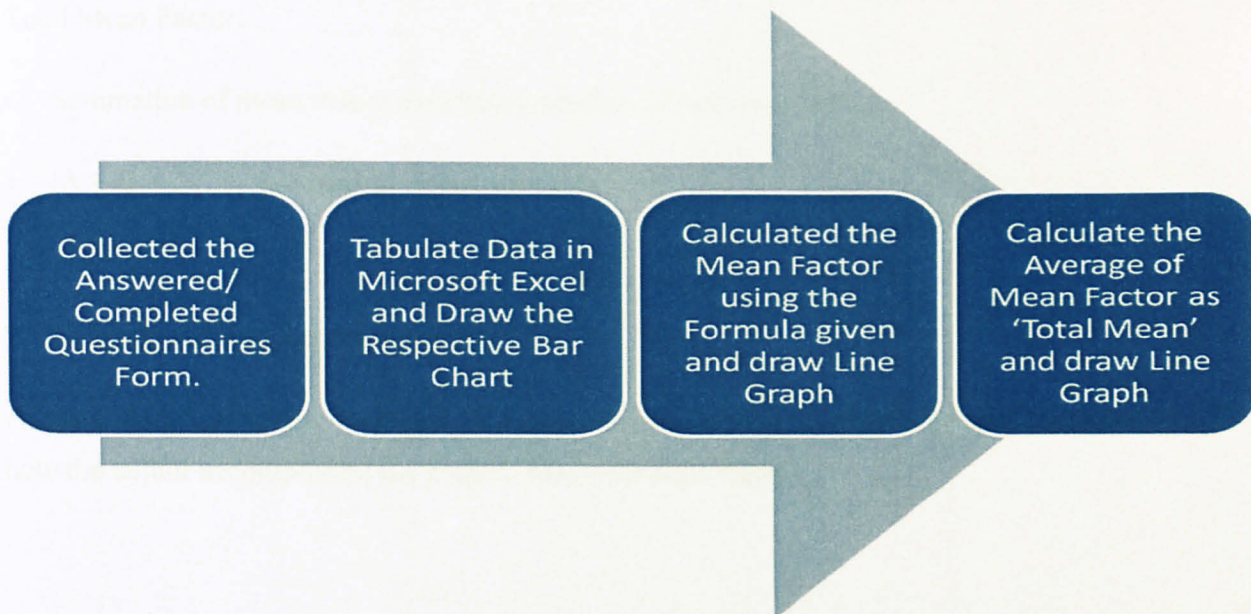 Collected the
Answered/
Completed
Questionnaires
Form.
Tabulate Data in
Microsoft Excel
and Draw the
Respective Bar
Chart
Calculated the
Mean Factor
using the
Formula given
and draw Line
Graph
Calculate the
Average of
Mean Factor as
‘Total Mean’
and draw Line
Graph